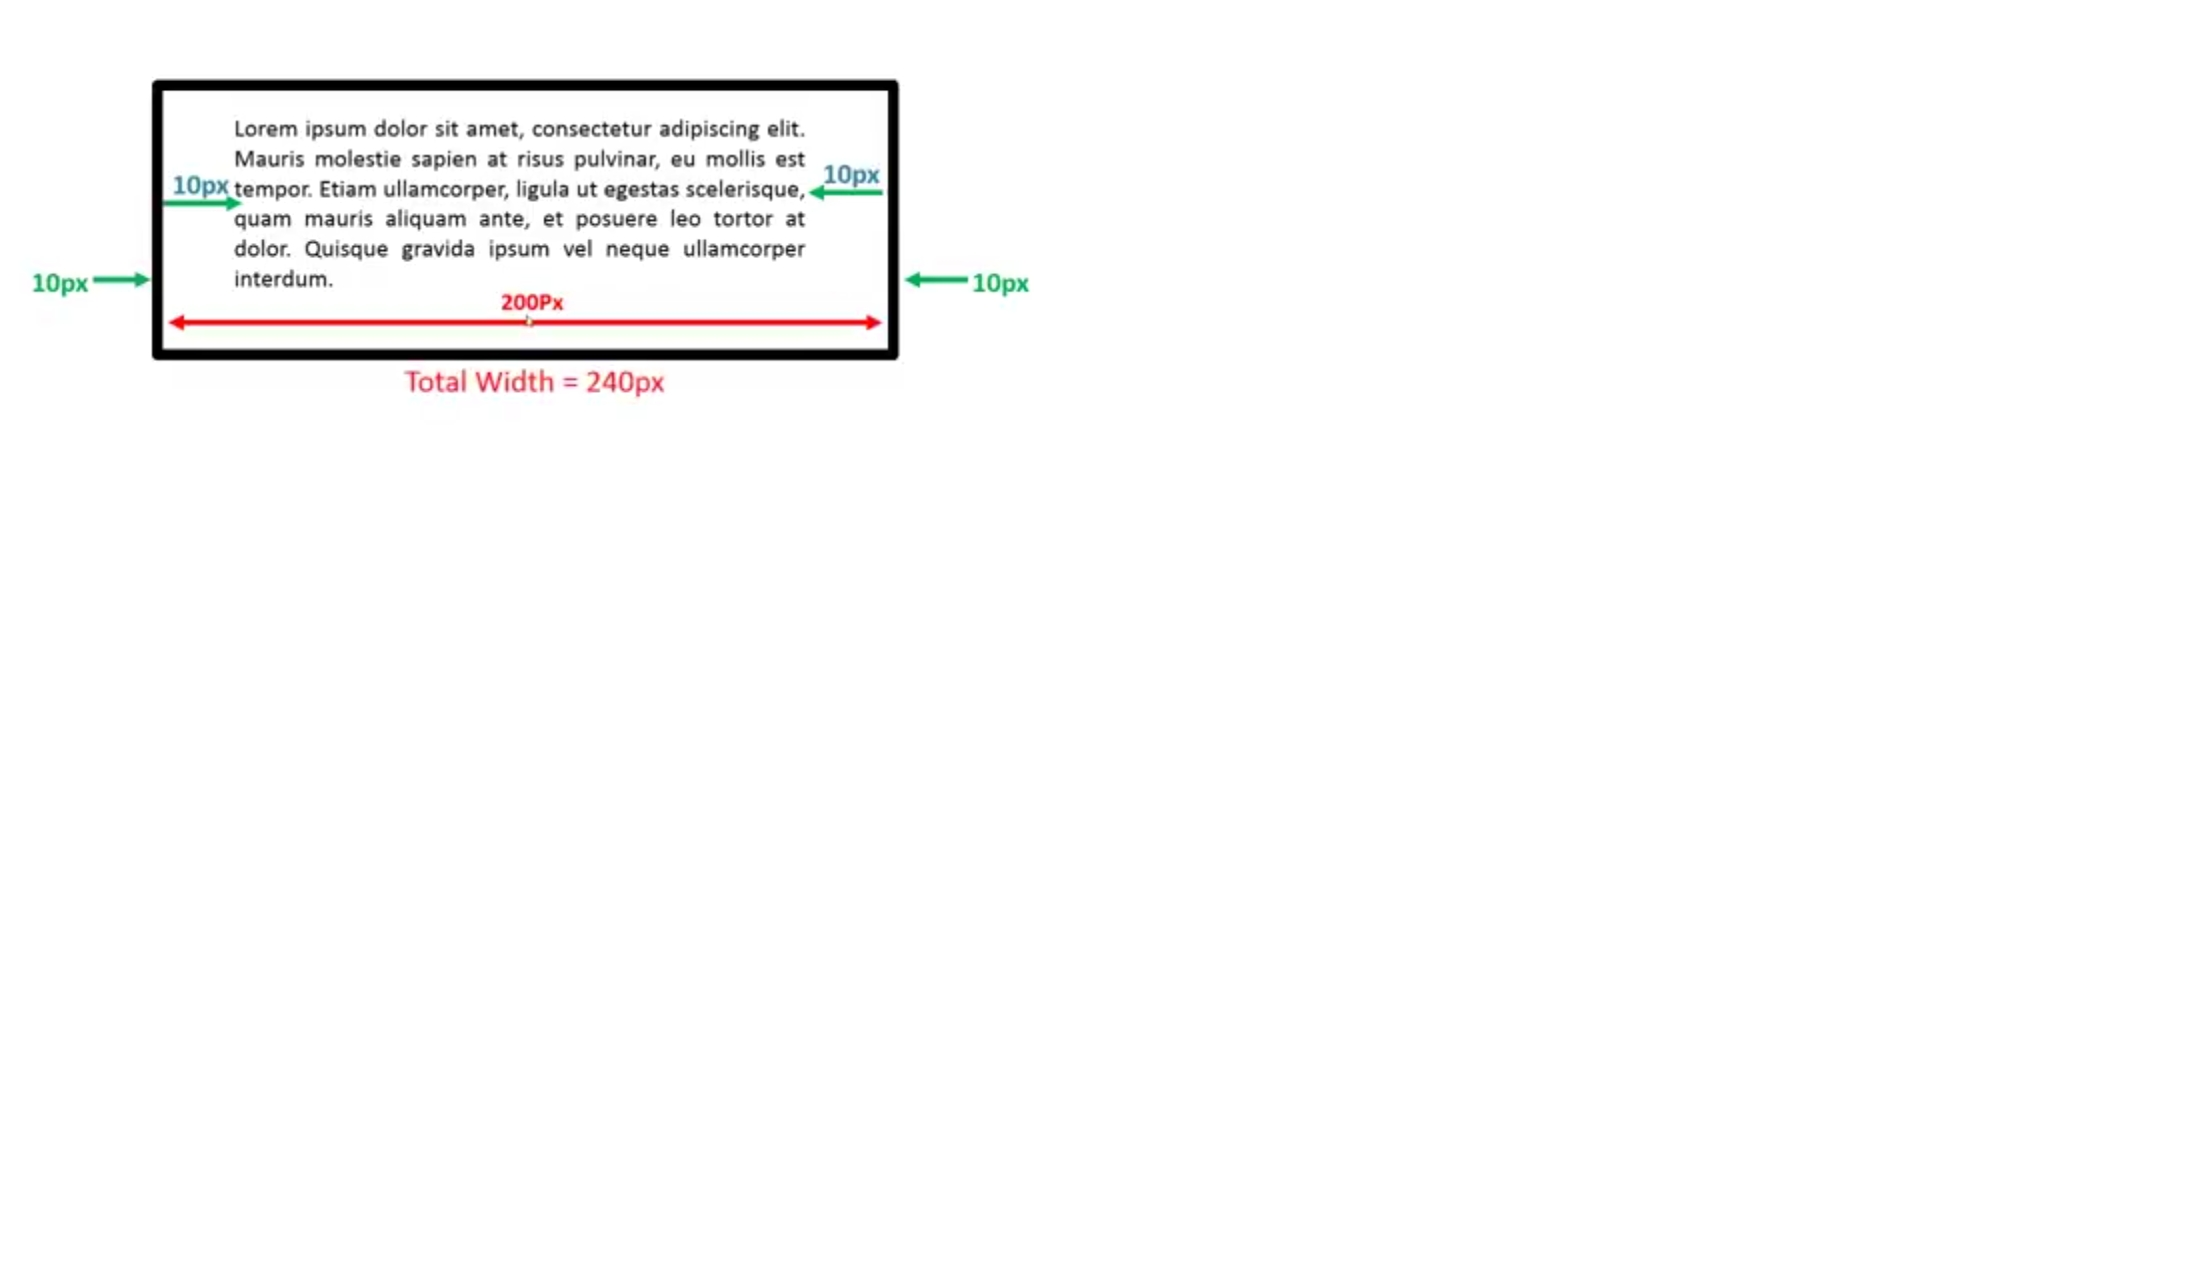 Lorem ipsum dolor sit amet, consectetur adipiscing elit.
Mauris molestie sapien at risus pulvinar, eu mollis est
10px tempor. Etiam ullamcorper, ligula ut egestas scelerisque, 10px
quam mauris aliquam ante, et posuere leo tortor at
dolor. Quisque gravida ipsum vel neque ullamcorper
10px interdum. 10px
200Px
Total Width = 240px